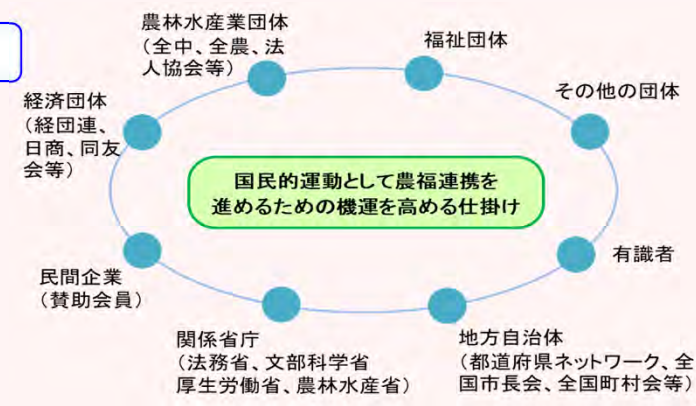 農林水産業団体
（全中、全農、法
人協会等）
福祉団体
経済団体
（経団連、
日商、同友
会等）
その他の団体
国民的運動として農福連携を
進めるための機運を高める仕掛け
民間企業
（賛助会員）
有識者
関係省庁
（法務省、文部科学省
厚生労働省、農林水産省）
地方自治体
（都道府県ネットワーク、全
国市長会、全国町村会等）